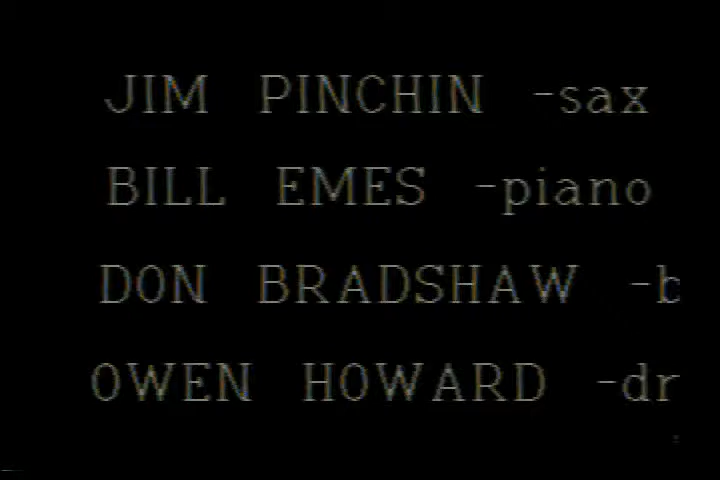 JIM PINCHIN -sax
BILL EMES -piano
DON BRADSHAW -b
OWEN HOWARD -dr